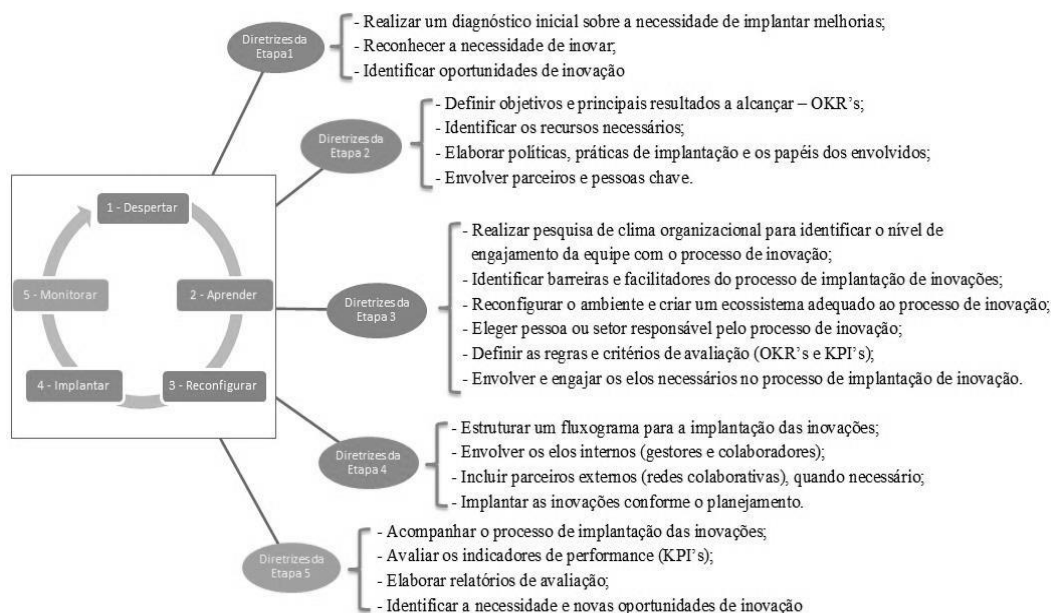 Diretrizes da
Etapa1
- Realizar um diagnóstico inicial sobre a necessidade de implantar melhorias;
- Reconhecer a necessidade de inovar;
- Identificar oportunidades de inovação
Diretrizes da
Etapa 2
- Definir objetivos e principais resultados a alcançar – OKR's;
- Identificar os recursos necessários;
- Elaborar políticas, práticas de implantação e os papéis dos envolvidos;
- Envolver parceiros e pessoas chave.
1 - Despertar
2 - Aprender
3 - Reconfigurar
4 - Implantar
5 - Monitorar
Diretrizes da
Etapa 3
- Realizar pesquisa de clima organizacional para identificar o nível de
engajamento da equipe com o processo de inovação;
- Identificar barreiras e facilitadores do processo de implantação de inovações;
- Reconfigurar o ambiente e criar um ecossistema adequado ao processo de inovação;
- Eleger pessoa ou setor responsável pelo processo de inovação;
- Definir as regras e critérios de avaliação (OKR's e KPI's);
- Envolver e engajar os elos necessários no processo de implantação de inovação.
Diretrizes da
Etapa 4
- Estruturar um fluxograma para a implantação das inovações;
- Envolver os elos internos (gestores e colaboradores);
- Incluir parceiros externos (redes colaborativas), quando necessário;
- Implantar as inovações conforme o planejamento.
Diretrizes da
Etapa 5
- Acompanhar o processo de implantação das inovações;
- Avaliar os indicadores de performance (KPI's);
- Elaborar relatórios de avaliação;
- Identificar a necessidade e novas oportunidades de inovação